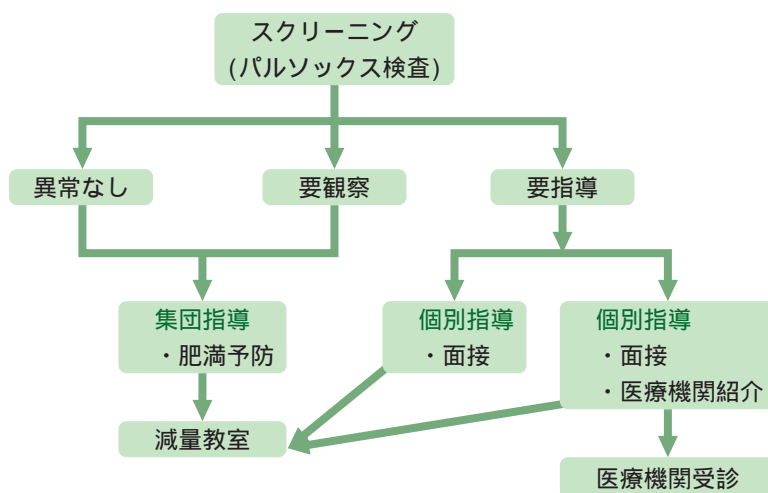 スクリーニング
(パルソックス検査)
異常なし
要観察
要指導
集団指導
・肥満予防
個別指導
・面接
個別指導
・面接
・医療機関紹介
減量教室
医療機関受診